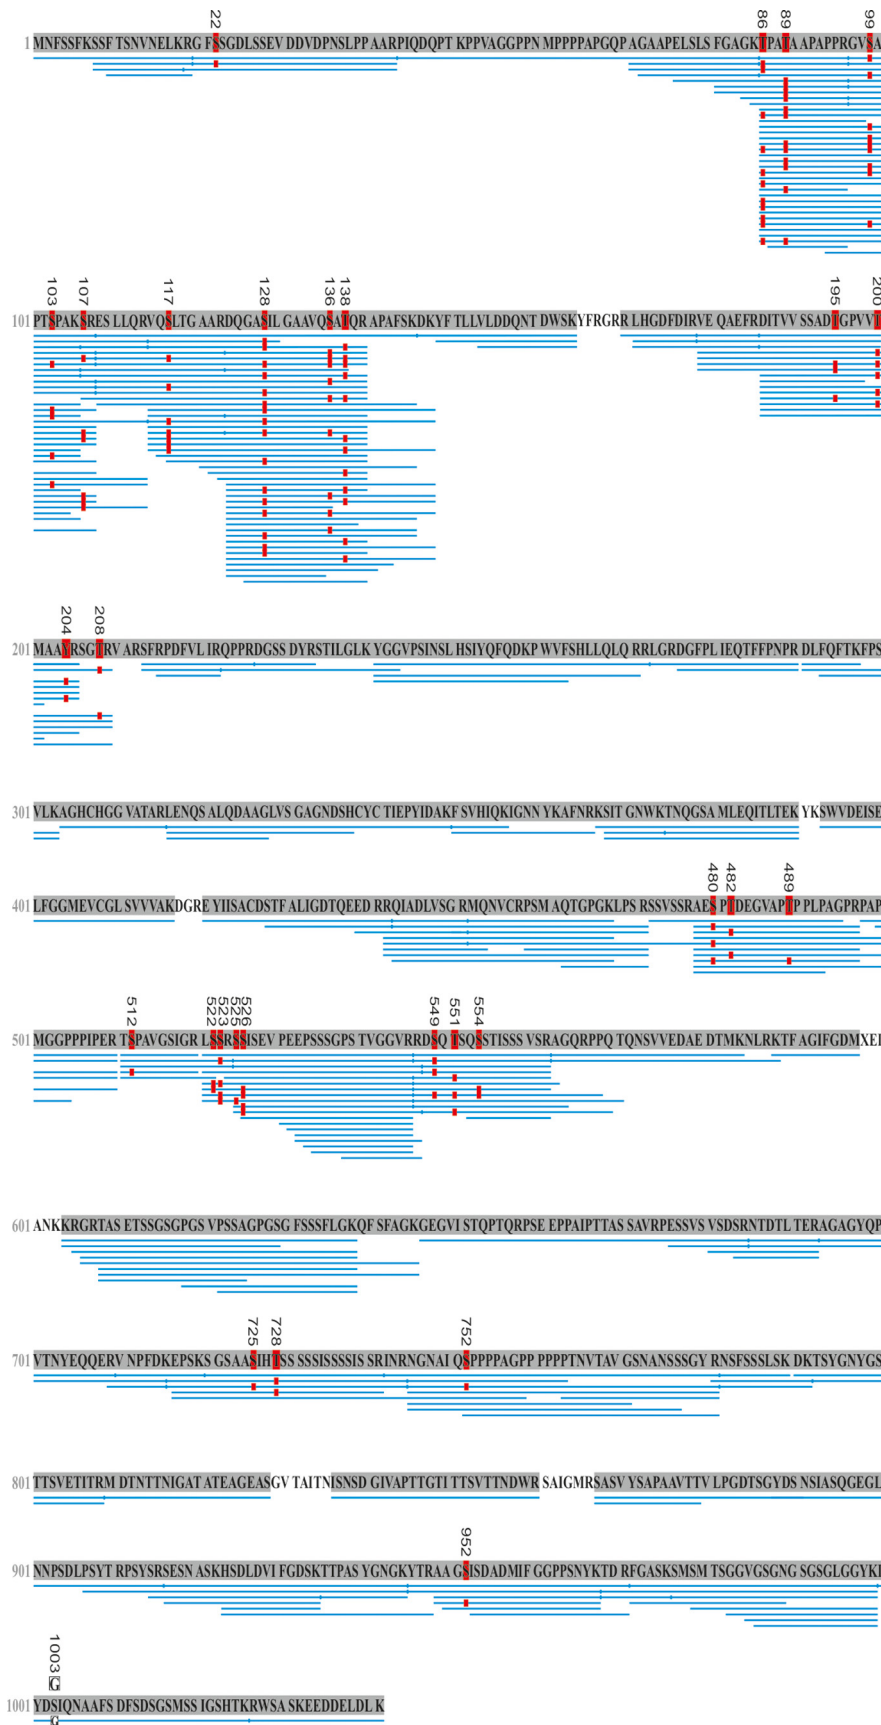 22 86 89 99
1 MNFSSFKSSF TSNVNELKRG FSSGDLSSEV DDVDPNSLPP AARPIQDQPT KPPVAGGPPN MPPPPAPGQP AGAAPELSLS FGAGKTPATA APAPPRGVSA
103 107 117 128 136 138 195 200
101 PTSPAKSRES LLQRVQSLTG AARDQGASIL GAAVQSATQR APAFSKDKYF TLLVLDDQNT DWSKYFRGRR LHGDFDIRVE QAEFRDITVV SSADTGPVVT
204 208
201 MAAYRSGTRV ARSFRPDFVL IRQPPRDGSS DYRSTILGLK YGGVPSINSL HSIYQFQDKP WVFSHLLQLQ RRLGRDGFPL IEQTFFPNPR DLFQFTKFPS
301 VLKAGHCHGG VATARLENQS ALQDAAGLVS GAGNDSHCYC TIEPYIDAKF SVHIQKIGNN YKAFNRKSIT GNWKTNQGSA MLEQITLTEK YKSWVDEISE
480 482 489
401 LFGGMEVCGL SVVVAKDGRE YIISACDSTF ALIGDTQEED RRQIADLVSG RMQNVCRPSM AQTGPGKLPS RSSVSSRAES PTDEGVAPTP PLPAGPRPAP
512 522 523 525 526 549 551 554
501 MGGPPPIPER TSPAVGSIGR LSSRSSISEV PEEPSSSGPS TVGGVRRDSQ TSQSSTISSS VSRAGQRPPQ TQNSVVEDAE DTMKNLRKTF AGIFGDM
601 ANKKRGRTAS ETSSGSGPGS VPSSAGPGSG FSSSFLGKQF SFAGKGEGVI STQPTQRPSE EPPAIPTTAS SAVRPESSVS VSDSRNTDTL TERAGAGYQP
725 728 752
701 VTNYEQQERV NPFDKEPSKS GSAASIHTSS SSSSISSSSIS SRINRNGNAI QSPPPPAGPP PPPPTNVTAV GSNANSSSGY RNSFSSSLSK DKTSYGNYGS
801 TTSVETITRM DTNTTNIGAT ATEAGEASGV TAITNISNSD GIVAPTTGTI TTSVTTNDWR SAIGMRSASV YSAPAAVTTV LPGDTSGYDS NSIASQGEGL
952
901 NNPSDLPSYT RPSYSRSESN ASKHSDLDVI FGDSKTTPAS YGNGKYTRAA GSISDADMIF GGPPSNYKTD RFGASKSMSM TSGGVGSGNG SGSGLGGYKI
1003 G
1001 YDSIQNAAFS DFSDSGSMSS IGSHTKRWSA SKEEDDELDL K
G